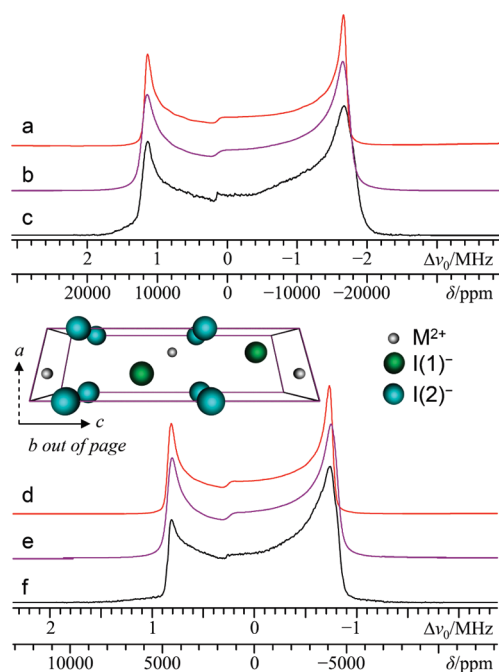 a
b
c
2 1 0 −1 −2 Δν₀/MHz
20000 10000 0 −10000 −20000 δ/ppm
M²⁺
I(1)⁻
I(2)⁻
a
c
b out of page
d
e
f
2 1 0 −1 Δν₀/MHz
10000 5000 0 −5000 δ/ppm